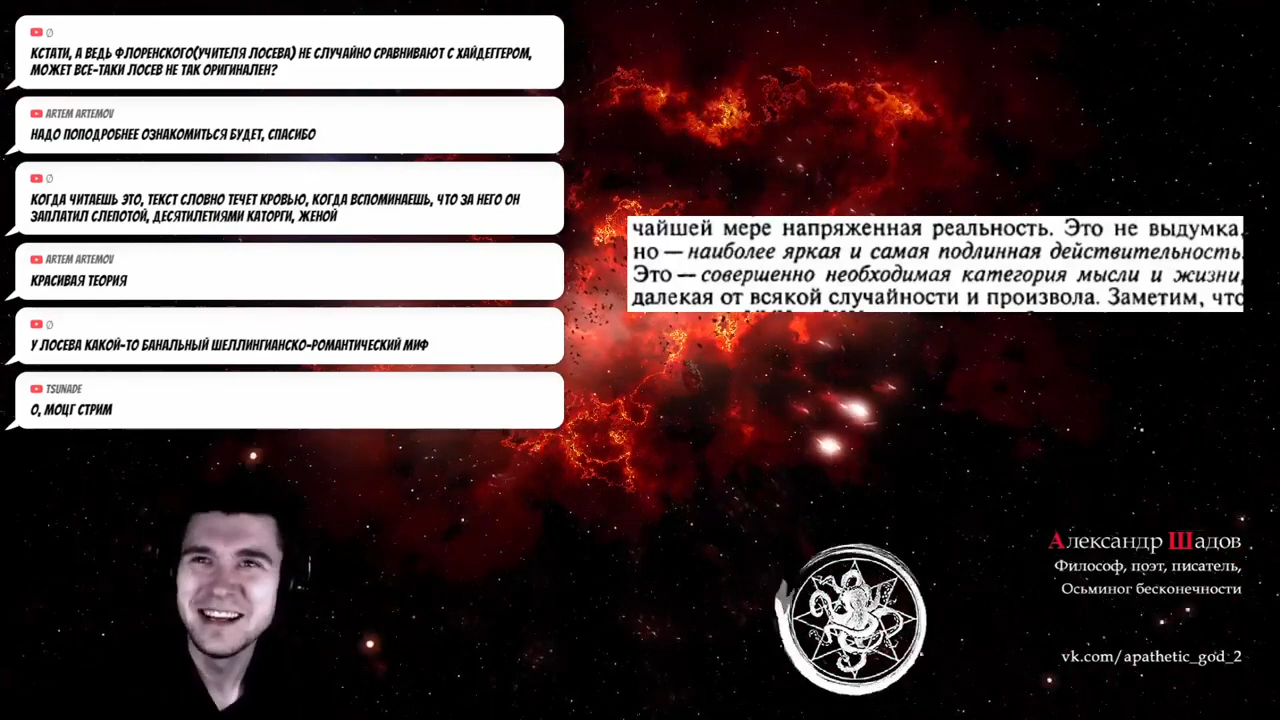 Ø
КСТАТИ, А ВЕДЬ ФЛОРЕНСКОГО(УЧИТЕЛЯ ЛОСЕВА) НЕ СЛУЧАЙНО СРАВНИВАЮТ С ХАЙДЕГГЕРОМ,
МОЖЕТ ВСЕ-ТАКИ ЛОСЕВ НЕ ТАК ОРИГИНАЛЕН?
ARTEM ARTEMOV
НАДО ПОПОДРОБНЕЕ ОЗНАКОМИТЬСЯ БУДЕТ, СПАСИБО
Ø
КОГДА ЧИТАЕШЬ ЭТО, ТЕКСТ СЛОВНО ТЕЧЕТ КРОВЬЮ, КОГДА ВСПОМИНАЕШЬ, ЧТО ЗА НЕГО ОН
ЗАПЛАТИЛ СЛЕПОТОЙ, ДЕСЯТИЛЕТИЯМИ КАТОРГИ, ЖЕНОЙ
ARTEM ARTEMOV
КРАСИВАЯ ТЕОРИЯ
Ø
У ЛОСЕВА КАКОЙ-ТО БАНАЛЬНЫЙ ШЕЛЛИНГИАНСКО-РОМАНТИЧЕСКИЙ МИФ
TSUNADE
О, МОЦГ СТРИМ
чайшей мере напряженная реальность. Это не выдумка,
но — наиболее яркая и самая подлинная действительность.
Это — совершенно необходимая категория мысли и жизни,
далекая от всякой случайности и произвола. Заметим, что
Александр Шадов
Философ, поэт, писатель,
Осьминог бесконечности
vk.com/apathetic_god_2